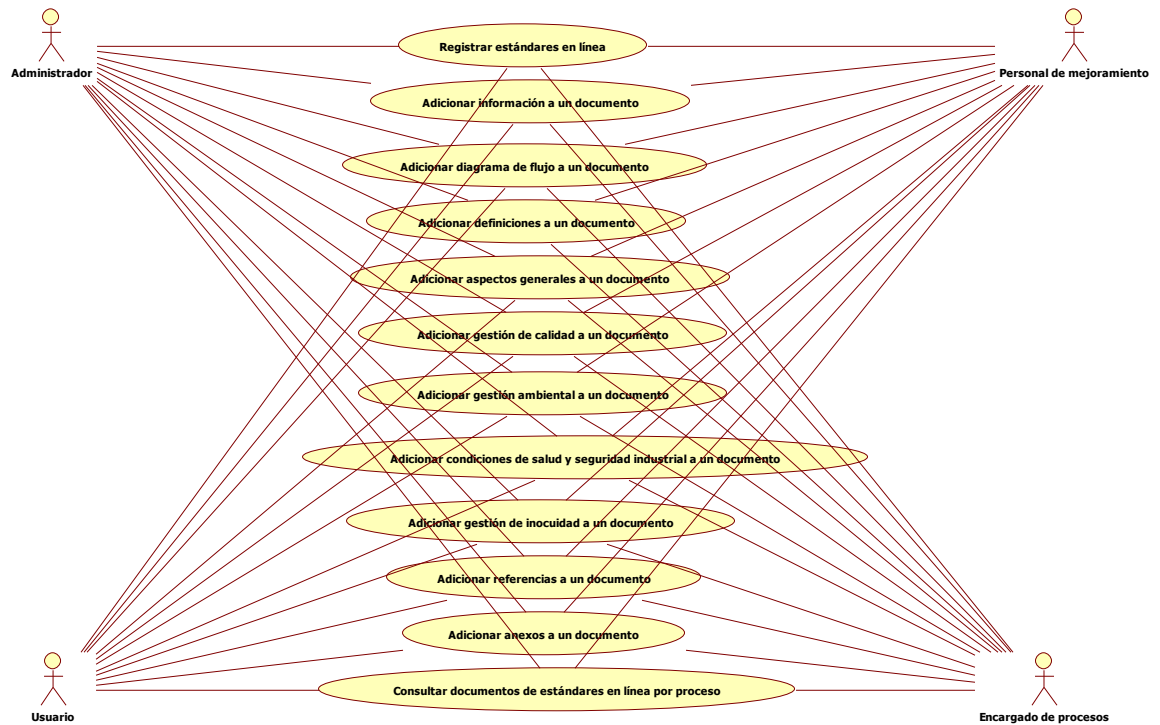 Registrar estándares en línea
Administrador
Personal de mejoramiento
Adicionar información a un documento
Adicionar diagrama de flujo a un documento
Adicionar definiciones a un documento
Adicionar aspectos generales a un documento
Adicionar gestión de calidad a un documento
Adicionar gestión ambiental a un documento
Adicionar condiciones de salud y seguridad industrial a un documento
Adicionar gestión de inocuidad a un documento
Adicionar referencias a un documento
Adicionar anexos a un documento
Consultar documentos de estándares en línea por proceso
Usuario
Encargado de procesos